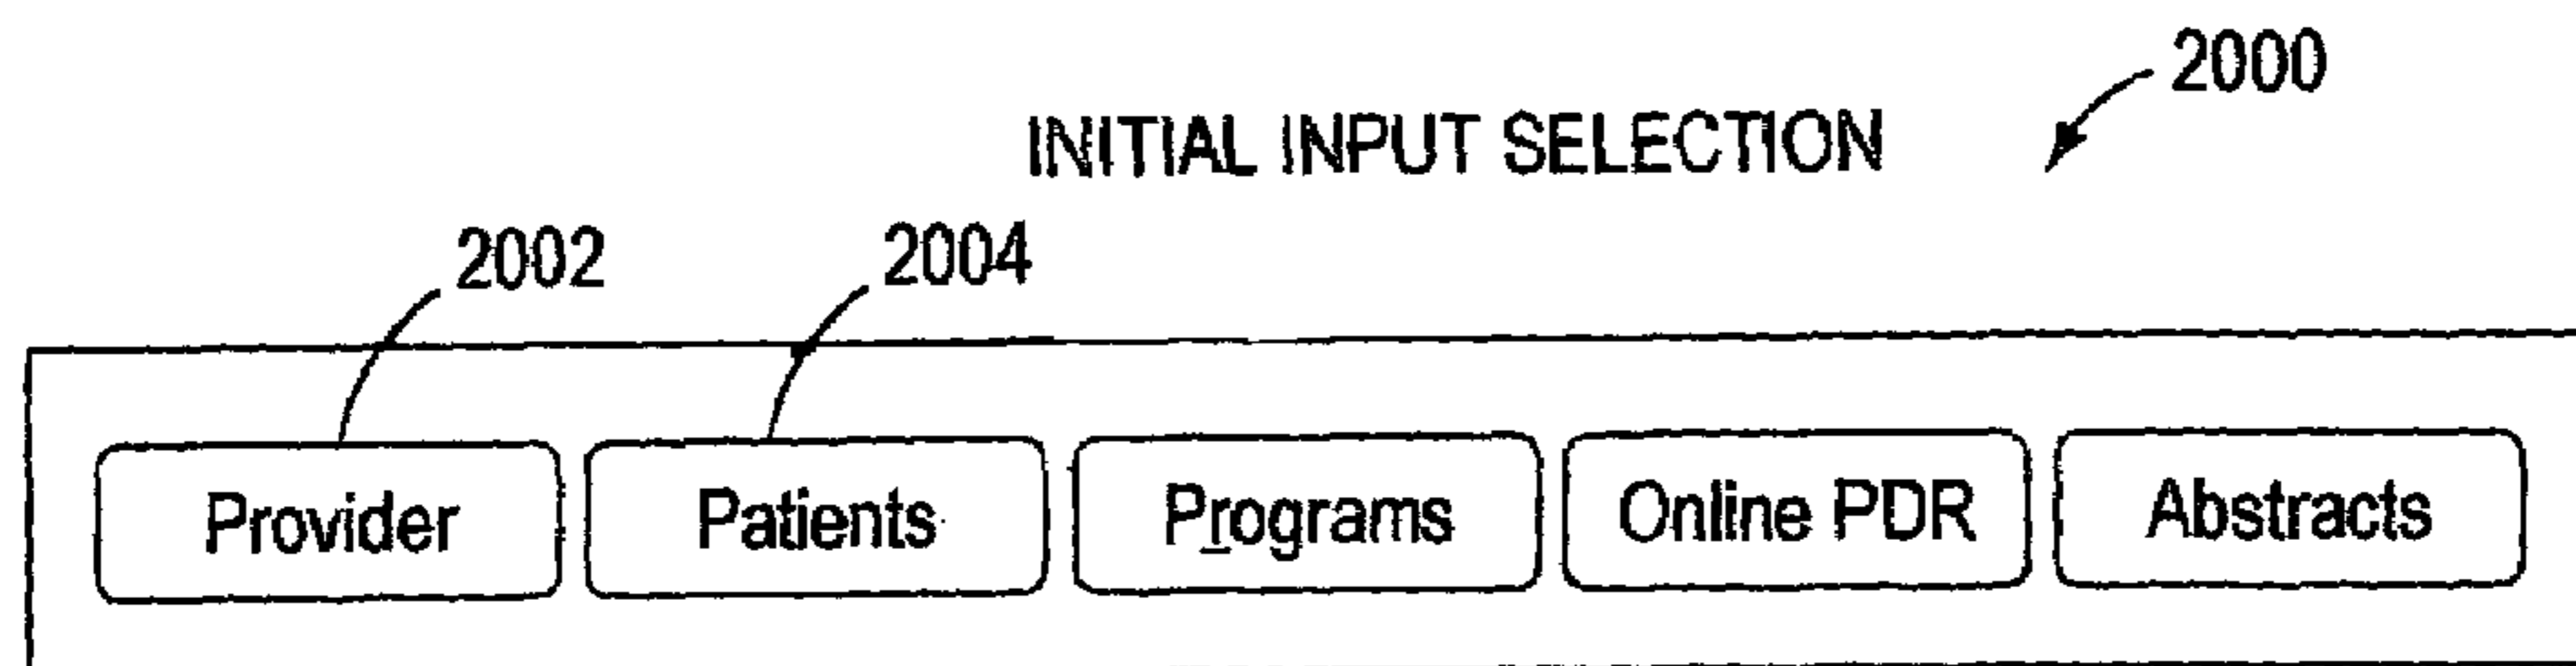 2000
INITIAL INPUT SELECTION
2002 2004
Provider Patients Programs Online PDR Abstracts